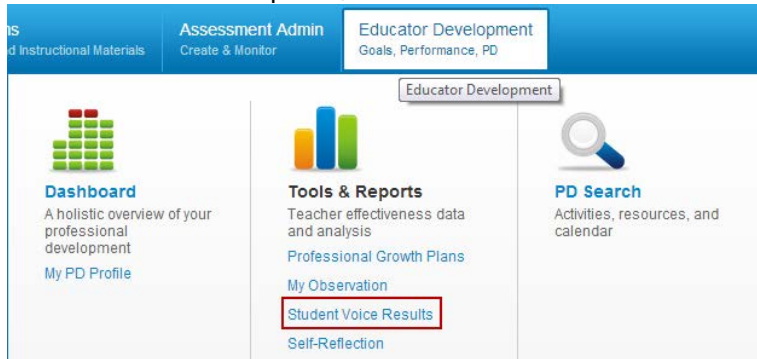 ns
Assessment Admin
Educator Development
d Instructional Materials
Create & Monitor
Goals, Performance, PD
Educator Development
Dashboard
A holistic overview of your
professional
development
My PD Profile
Tools & Reports
Teacher effectiveness data
and analysis
Professional Growth Plans
My Observation
Student Voice Results
Self-Reflection
PD Search
Activities, resources, and
calendar